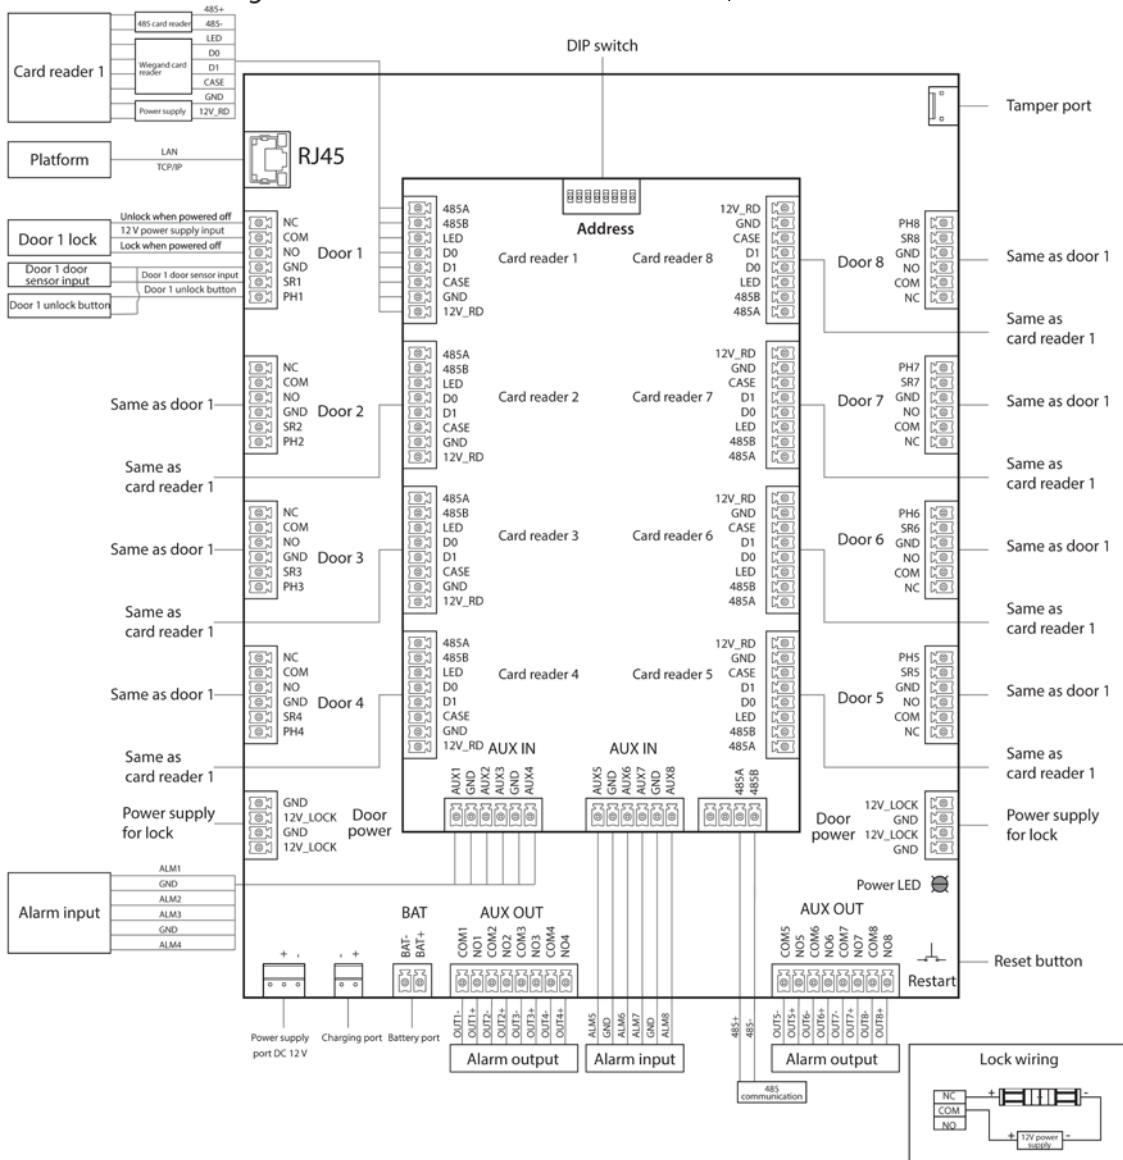 485+
485 card reader
485-
LED
D0
Card reader 1
Wiegand card
reader
D1
CASE
GND
Power supply
12V_RD
DIP switch
Tamper port
Platform
LAN
TCP/IP
RJ45
Address
Door 1 lock
Unlock when powered off
12 V power supply input
Lock when powered off
Door 1 door
sensor input
Door 1 door sensor input
Door 1 unlock button
Door 1 unlock button
NC
COM
NO
GND
SR1
PH1
Door 1
485A
485B
LED
D0
D1
CASE
GND
12V_RD
Card reader 1
Card reader 8
12V_RD
GND
CASE
D1
D0
LED
485B
485A
Door 8
PH8
SR8
GND
NO
COM
NC
Same as door 1
Same as
card reader 1
Same as door 1
NC
COM
NO
GND
SR2
PH2
Door 2
Same as
card reader 1
485A
485B
LED
D0
D1
CASE
GND
12V_RD
Card reader 2
Card reader 7
12V_RD
GND
CASE
D1
D0
LED
485B
485A
Door 7
PH7
SR7
GND
NO
COM
NC
Same as door 1
Same as
card reader 1
Same as door 1
NC
COM
NO
GND
SR3
PH3
Door 3
Same as
card reader 1
485A
485B
LED
D0
D1
CASE
GND
12V_RD
Card reader 3
Card reader 6
12V_RD
GND
CASE
D1
D0
LED
485B
485A
Door 6
PH6
SR6
GND
NO
COM
NC
Same as door 1
Same as
card reader 1
Same as door 1
NC
COM
NO
GND
SR4
PH4
Door 4
Same as
card reader 1
485A
485B
LED
D0
D1
CASE
GND
12V_RD
Card reader 4
Card reader 5
12V_RD
GND
CASE
D1
D0
LED
485B
485A
Door 5
PH5
SR5
GND
NO
COM
NC
Same as door 1
Same as
card reader 1
AUX IN
AUX1
GND
AUX2
AUX3
GND
AUX4
AUX IN
AUX5
GND
AUX6
AUX7
GND
AUX8
485A
485B
Power supply
for lock
GND
12V_LOCK
GND
12V_LOCK
Door
power
Door
power
12V_LOCK
GND
12V_LOCK
GND
Power supply
for lock
Alarm input
ALM1
GND
ALM2
ALM3
GND
ALM4
Power LED
BAT
BAT-
BAT+
AUX OUT
COM1
NO1
COM2
NO2
COM3
NO3
COM4
NO4
AUX OUT
COM5
NO5
COM6
NO6
COM7
NO7
COM8
NO8
Reset button
Restart
+ -
- +
Power supply
port DC 12 V
Charging port
Battery port
OUT1-
OUT1+
OUT2-
OUT2+
OUT3-
OUT3+
OUT4-
OUT4+
Alarm output
ALM5
GND
ALM6
ALM7
GND
ALM8
Alarm input
485+
485-
485
communication
OUT5-
OUT5+
OUT6-
OUT6+
OUT7-
OUT7+
OUT8-
OUT8+
Alarm output
Lock wiring
NC
COM
NO
+ -
+ -
12V power
supply